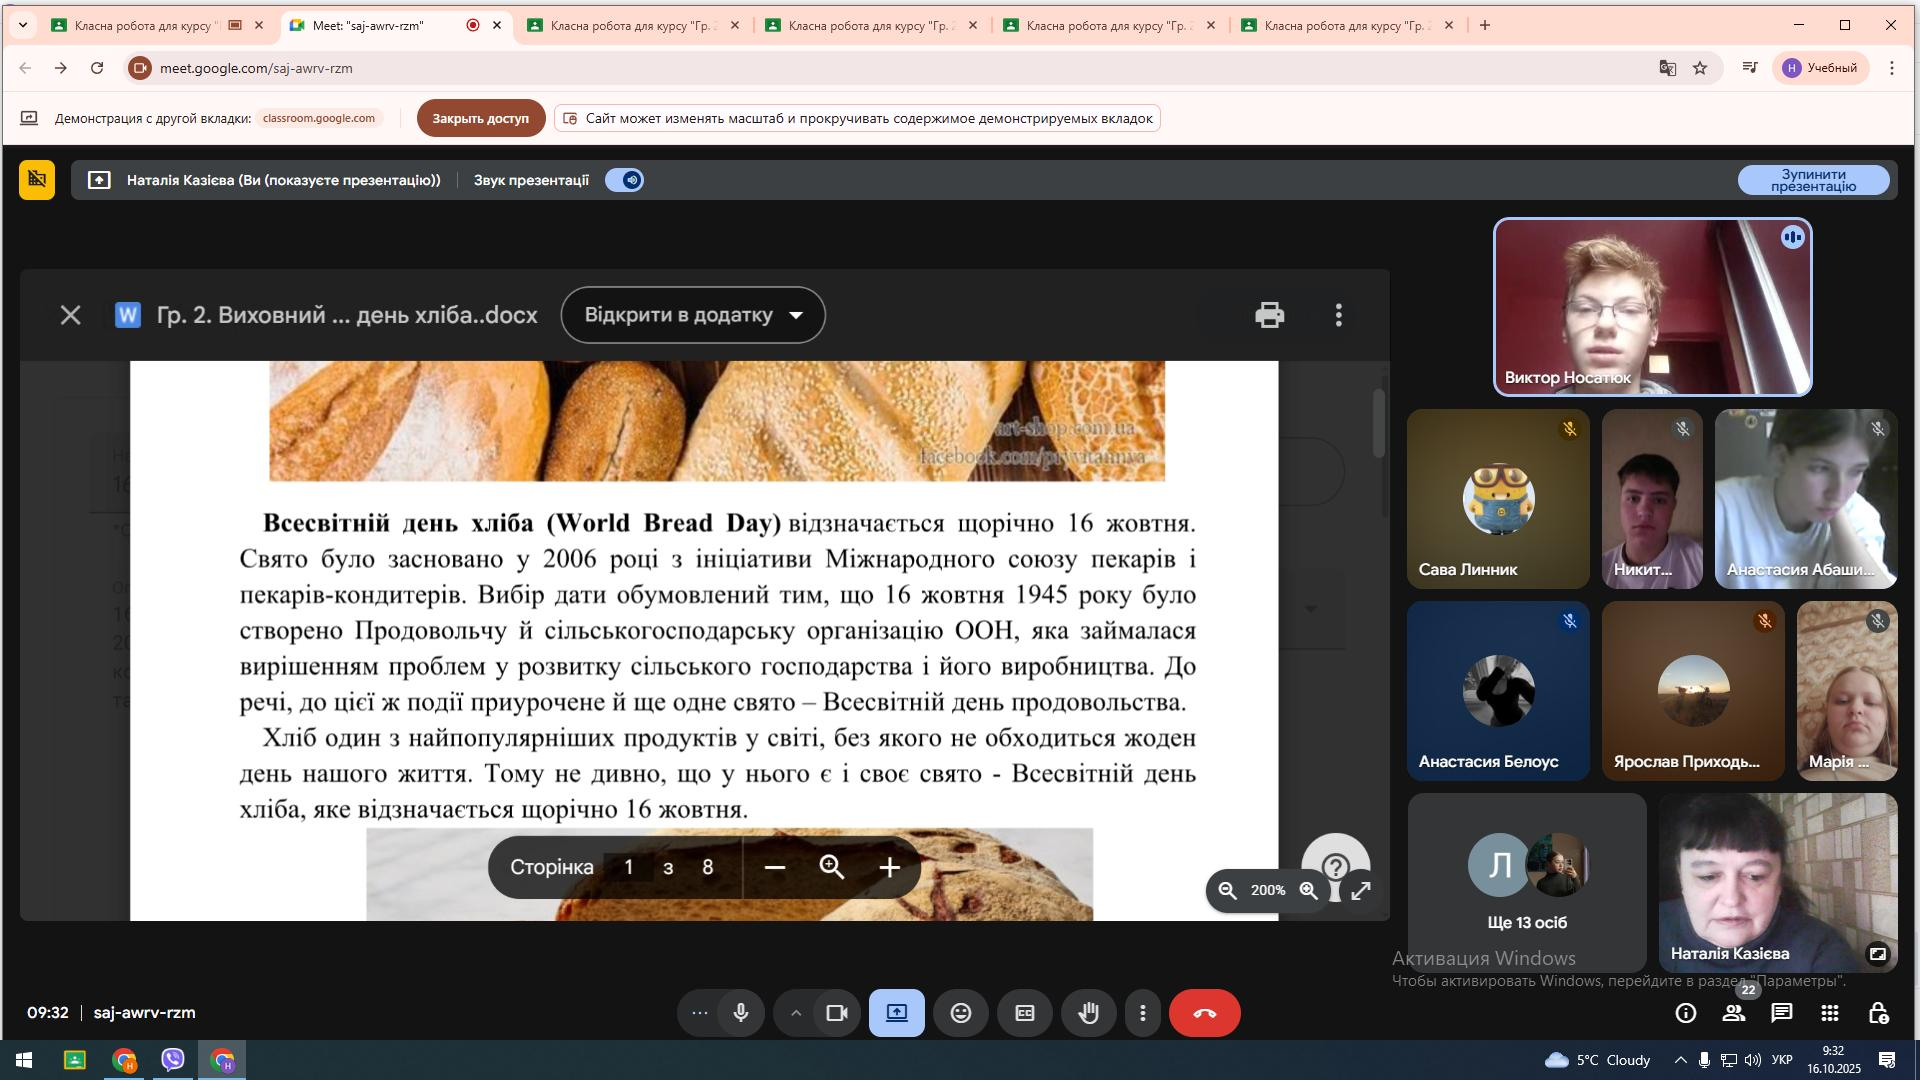 Класна робота для курсу "
Meet: "saj-awrv-rzm"
Класна робота для курсу "Гр. 2
Класна робота для курсу "Гр. 2
Класна робота для курсу "Гр. 2
Класна робота для курсу "Гр. 2
meet.google.com/saj-awrv-rzm
Н Учебный
Демонстрация с другой вкладки: classroom.google.com
Закрыть доступ
Сайт может изменять масштаб и прокручивать содержимое демонстрируемых вкладок
Наталія Казієва (Ви (показуєте презентацію))
Звук презентації
Зупинити
презентацію
W Гр. 2. Виховний ... день хліба..docx
Відкрити в додатку
art-shop.com.ua
facebook.com/pryvitannya
Всесвітній день хліба (World Bread Day) відзначається щорічно 16 жовтня.
Свято було засновано у 2006 році з ініціативи Міжнародного союзу пекарів і
пекарів-кондитерів. Вибір дати обумовлений тим, що 16 жовтня 1945 року було
створено Продовольчу й сільськогосподарську організацію ООН, яка займалася
вирішенням проблем у розвитку сільського господарства і його виробництва. До
речі, до цієї ж події приурочене й ще одне свято – Всесвітній день продовольства.
Хліб один з найпопулярніших продуктів у світі, без якого не обходиться жоден
день нашого життя. Тому не дивно, що у нього є і своє свято - Всесвітній день
хліба, яке відзначається щорічно 16 жовтня.
Сторінка 1 з 8
200%
Виктор Носатюк
Сава Линник
Никит...
Анастасия Абаши...
Анастасия Белоус
Ярослав Приходь...
Марія ...
Л
Ще 13 осіб
Наталія Казієва
Активация Windows
Чтобы активировать Windows, перейдите в раздел "Параметры".
09:32 | saj-awrv-rzm
22
5°C Cloudy
УКР
9:32
16.10.2025